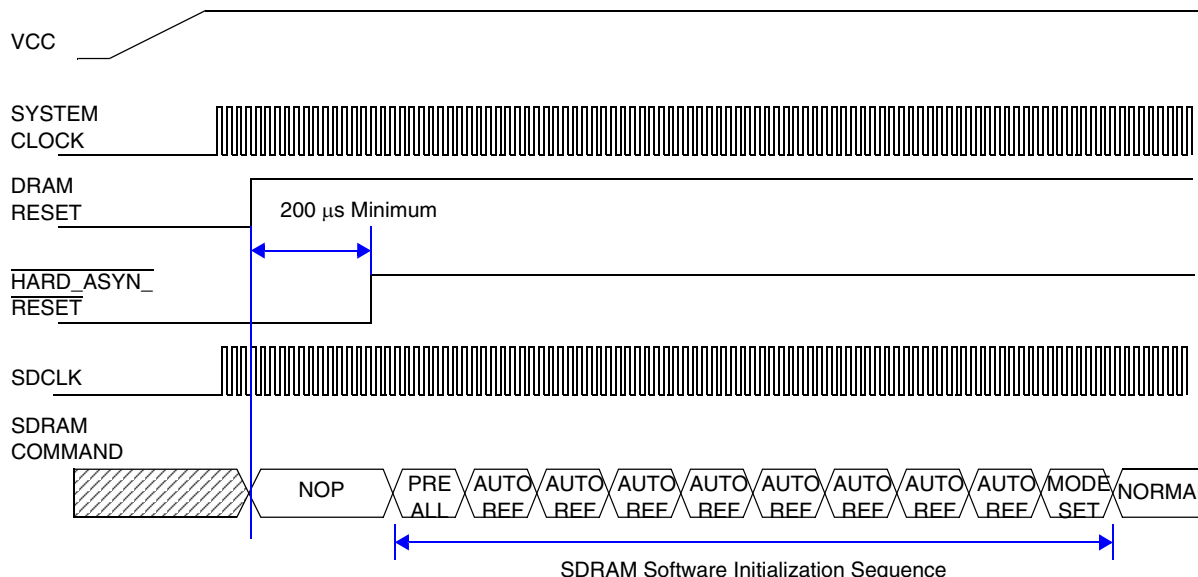 VCC
SYSTEM
CLOCK
DRAM
RESET
200 μs Minimum
HARD_ASYN_
RESET
SDCLK
SDRAM
COMMAND
NOP
PRE ALL
AUTO REF
AUTO REF
AUTO REF
AUTO REF
AUTO REF
AUTO REF
AUTO REF
AUTO REF
MODE SET
NORMA
SDRAM Software Initialization Sequence